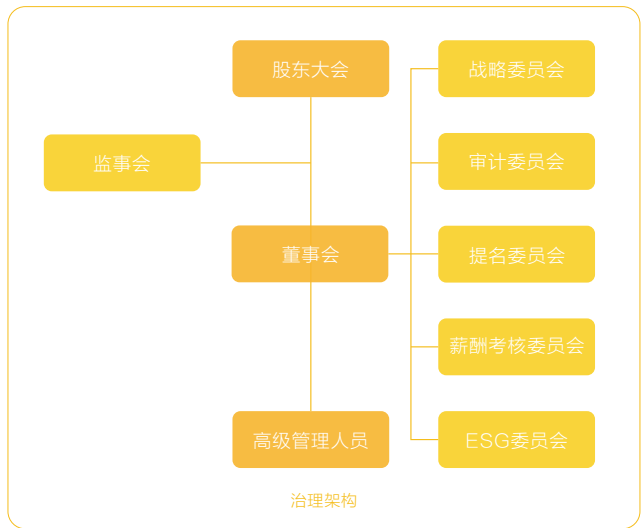 股东大会
战略委员会
监事会
审计委员会
董事会
提名委员会
薪酬考核委员会
高级管理人员
ESG委员会
治理架构